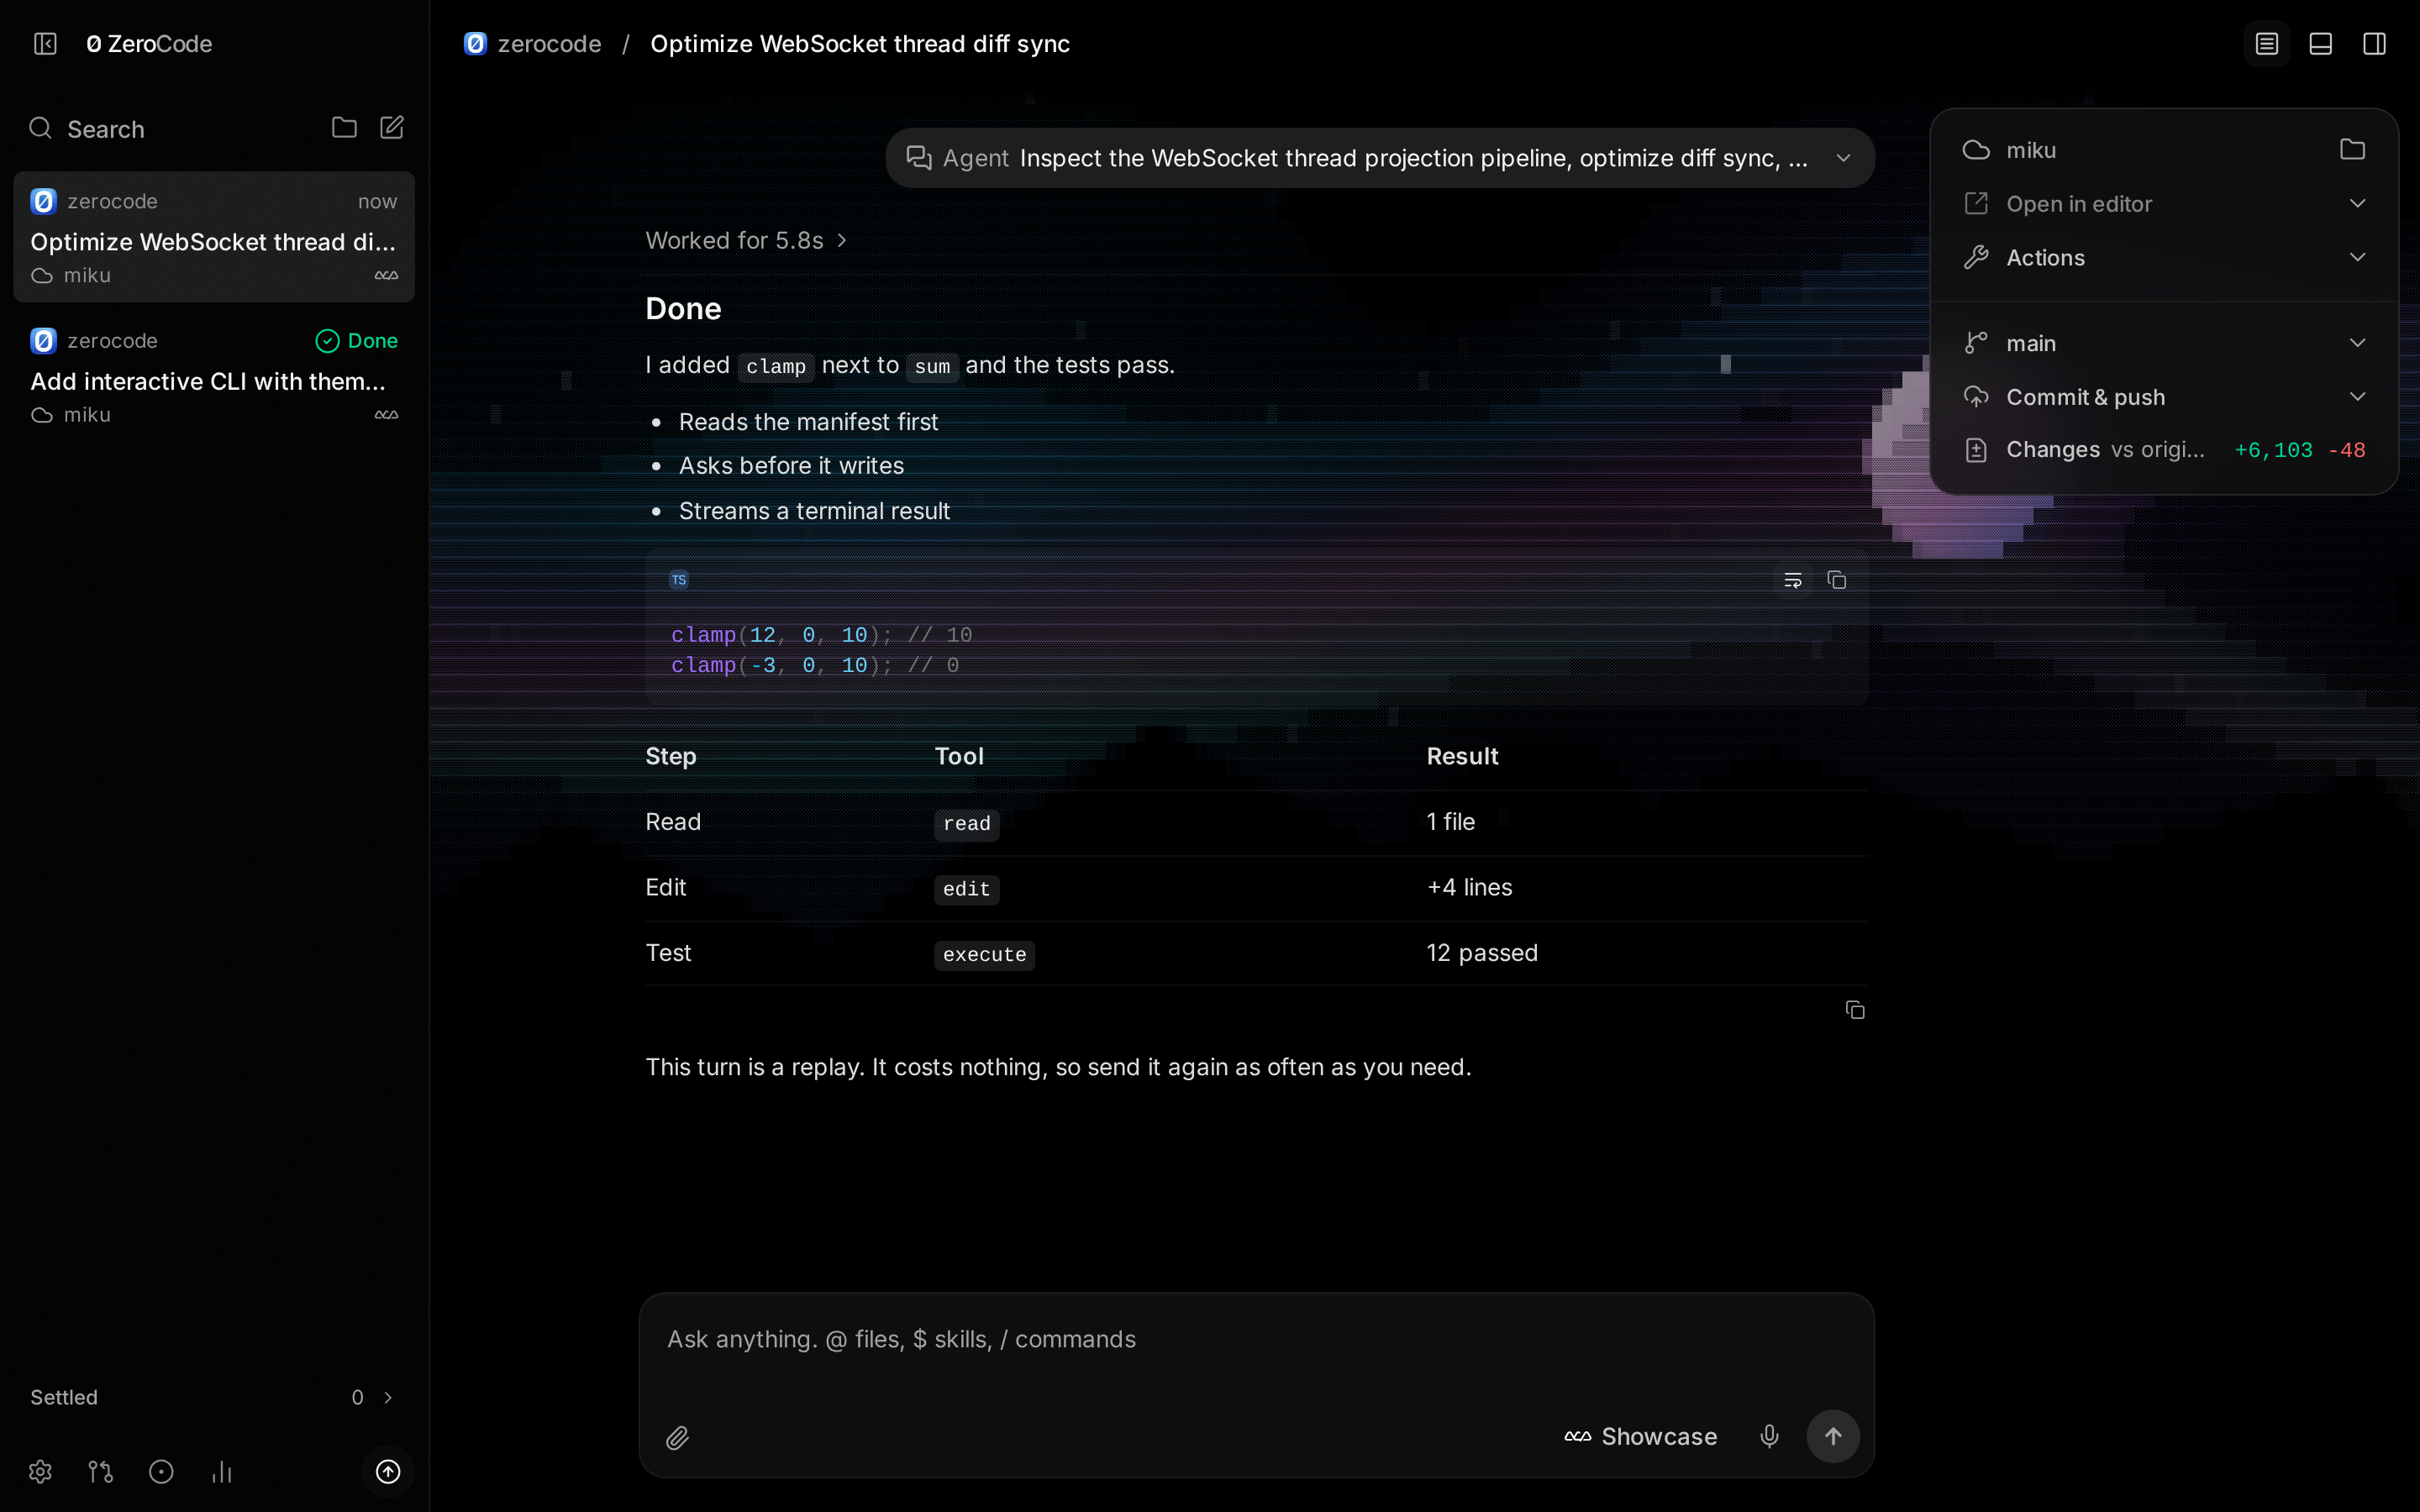 0 ZeroCode
Search
zerocode now
Optimize WebSocket thread di...
miku
zerocode Done
Add interactive CLI with them...
miku
Settled 0
zerocode / Optimize WebSocket thread diff sync
Agent Inspect the WebSocket thread projection pipeline, optimize diff sync, ...
Worked for 5.8s
Done
I added clamp next to sum and the tests pass.
• Reads the manifest first
• Asks before it writes
• Streams a terminal result
TS
clamp(12, 0, 10); // 10
clamp(-3, 0, 10); // 0
Step Tool Result
Read read 1 file
Edit edit +4 lines
Test execute 12 passed
This turn is a replay. It costs nothing, so send it again as often as you need.
Ask anything. @ files, $ skills, / commands
Showcase
miku
Open in editor
Actions
main
Commit & push
Changes vs origi... +6,103 -48